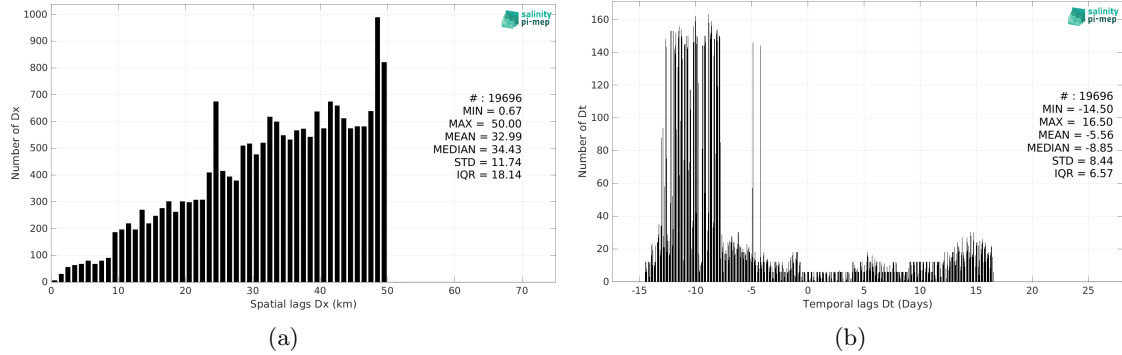 1000
900
800
700
600
500
400
300
200
100
0
Number of Dx
0 10 20 30 40 50 60 70
Spatial lags Dx (km)
salinity
pi-mep
# : 19696
MIN = 0.67
MAX = 50.00
MEAN = 32.99
MEDIAN = 34.43
STD = 11.74
IQR = 18.14
(a)
160
140
120
100
80
60
40
20
0
Number of Dt
-15 -10 -5 0 5 10 15 20 25
Temporal lags Dt (Days)
salinity
pi-mep
# : 19696
MIN = -14.50
MAX = 16.50
MEAN = -5.56
MEDIAN = -8.85
STD = 8.44
IQR = 6.57
(b)